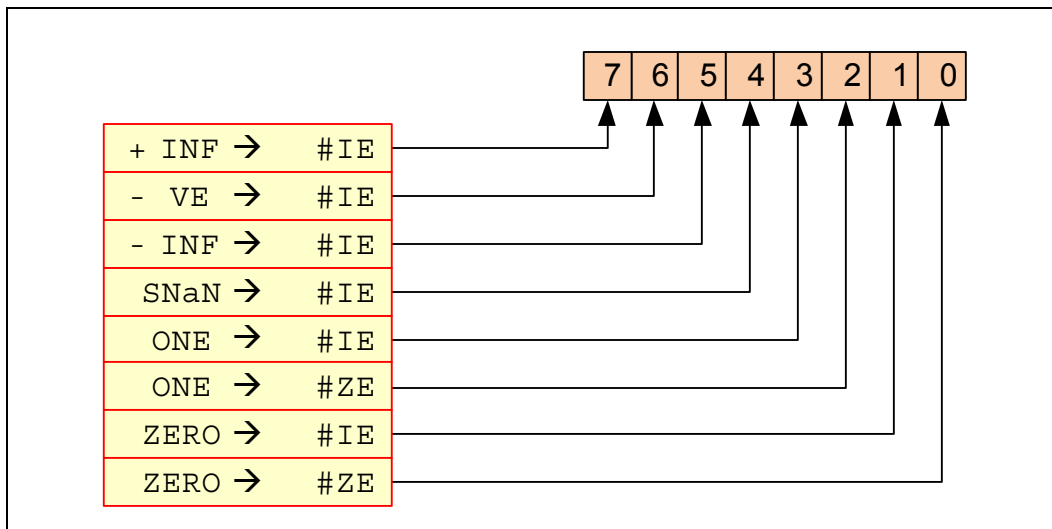 7 6 5 4 3 2 1 0
+ INF → #IE
- VE → #IE
- INF → #IE
SNaN → #IE
ONE → #IE
ONE → #ZE
ZERO → #IE
ZERO → #ZE